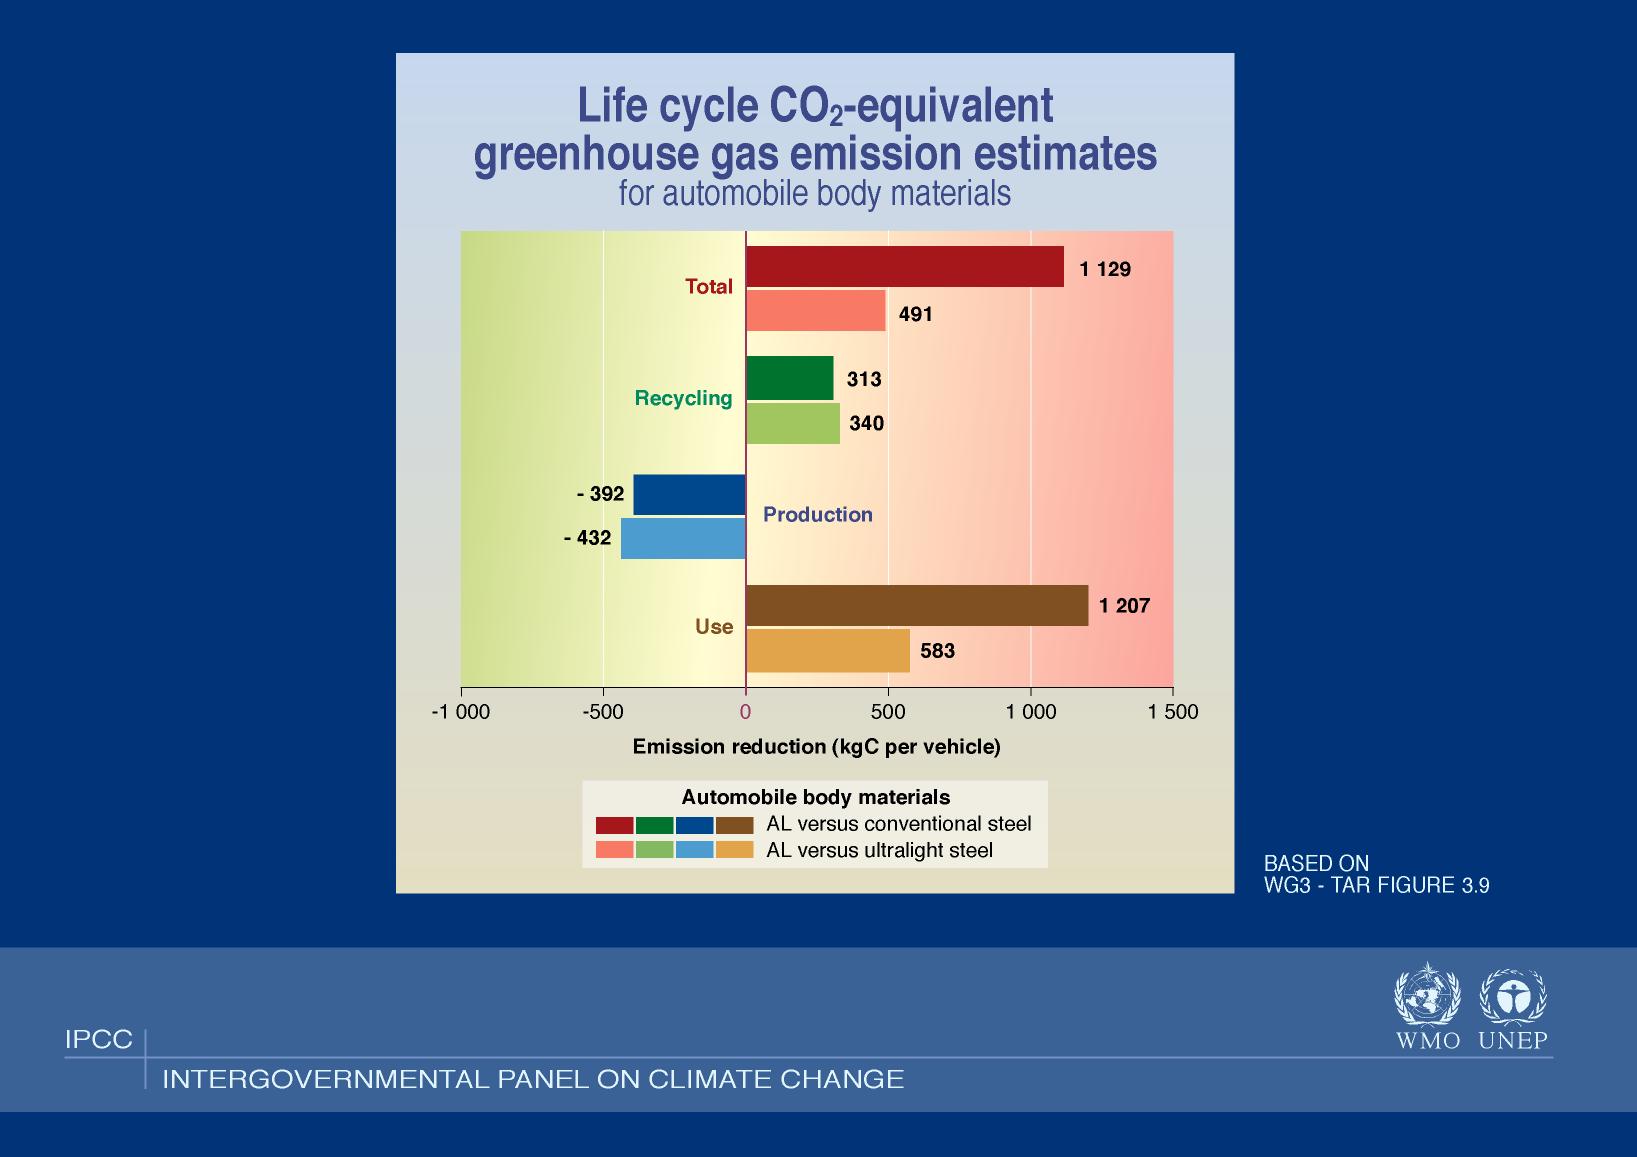 Life cycle CO₂-equivalent
greenhouse gas emission estimates
for automobile body materials
Total
1 129
491
Recycling
313
340
- 392
- 432
Production
Use
1 207
583
-1 000 -500 0 500 1 000 1 500
Emission reduction (kgC per vehicle)
Automobile body materials
AL versus conventional steel
AL versus ultralight steel
BASED ON
WG3 - TAR FIGURE 3.9
WMO UNEP
IPCC
INTERGOVERNMENTAL PANEL ON CLIMATE CHANGE